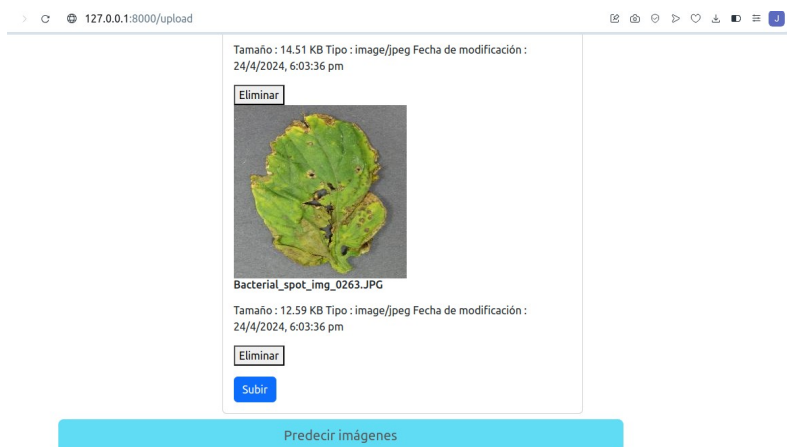 127.0.0.1:8000/upload
J
Tamaño : 14.51 KB Tipo : image/jpeg Fecha de modificación :
24/4/2024, 6:03:36 pm
Eliminar
Bacterial_spot_img_0263.JPG
Tamaño : 12.59 KB Tipo : image/jpeg Fecha de modificación :
24/4/2024, 6:03:36 pm
Eliminar
Subir
Predecir imágenes